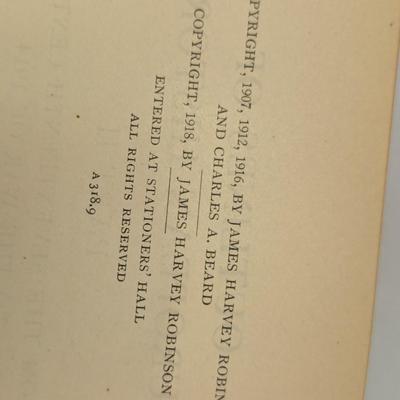 PYRIGHT, 1907, 1912, 1916, BY JAMES HARVEY ROBIN
AND CHARLES A. BEARD
COPYRIGHT, 1918, BY JAMES HARVEY ROBINSON
ENTERED AT STATIONERS' HALL
ALL RIGHTS RESERVED
A 318.9